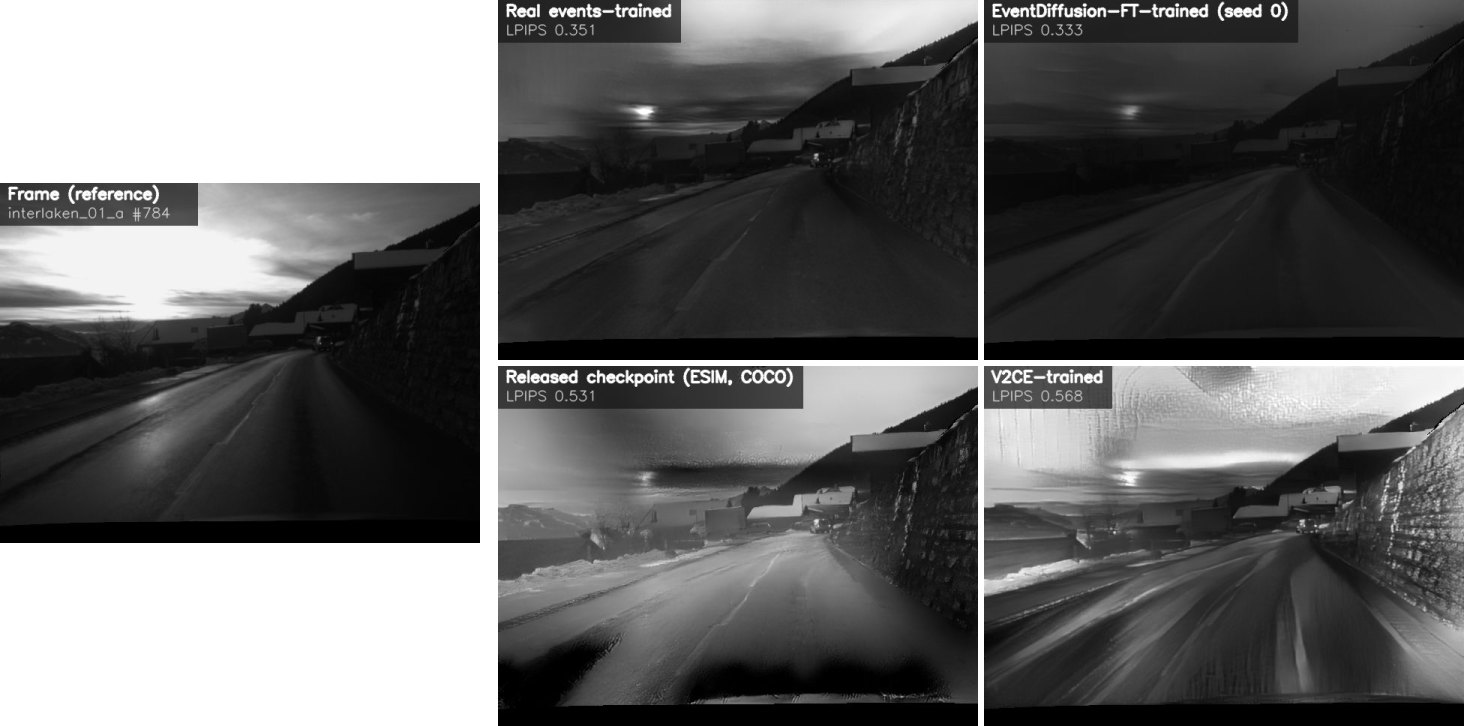 Frame (reference)
interlaken_01_a #784
Real events-trained
LPIPS 0.351
EventDiffusion-FT-trained (seed 0)
LPIPS 0.333
Released checkpoint (ESIM, COCO)
LPIPS 0.531
V2CE-trained
LPIPS 0.568